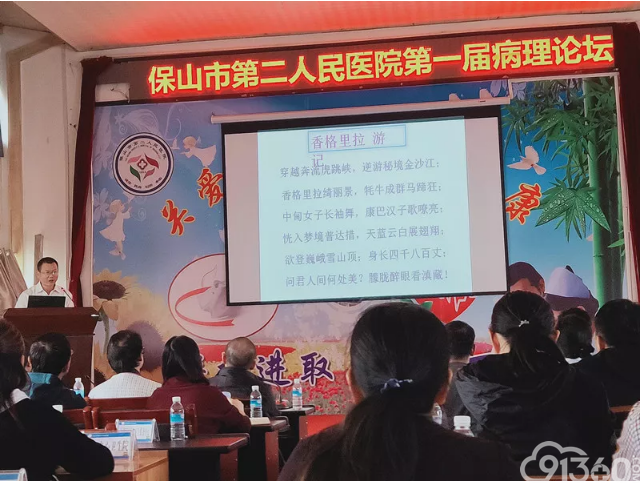 保山市第二人民医院第一届病理论坛
香格里拉 游
记
穿越奔流虎跳峡，逆游秘境金沙江；
香格里拉绮丽景，牦牛成群马蹄狂；
中甸女子长袖舞，康巴汉子歌嘹亮；
恍入梦境普达措，天蓝云白展翅翔；
欲登巍峨雪山顶；身长四千八百丈；
问君人间何处美？朦胧醉眼看滇藏！
关爱
康
进取
91360